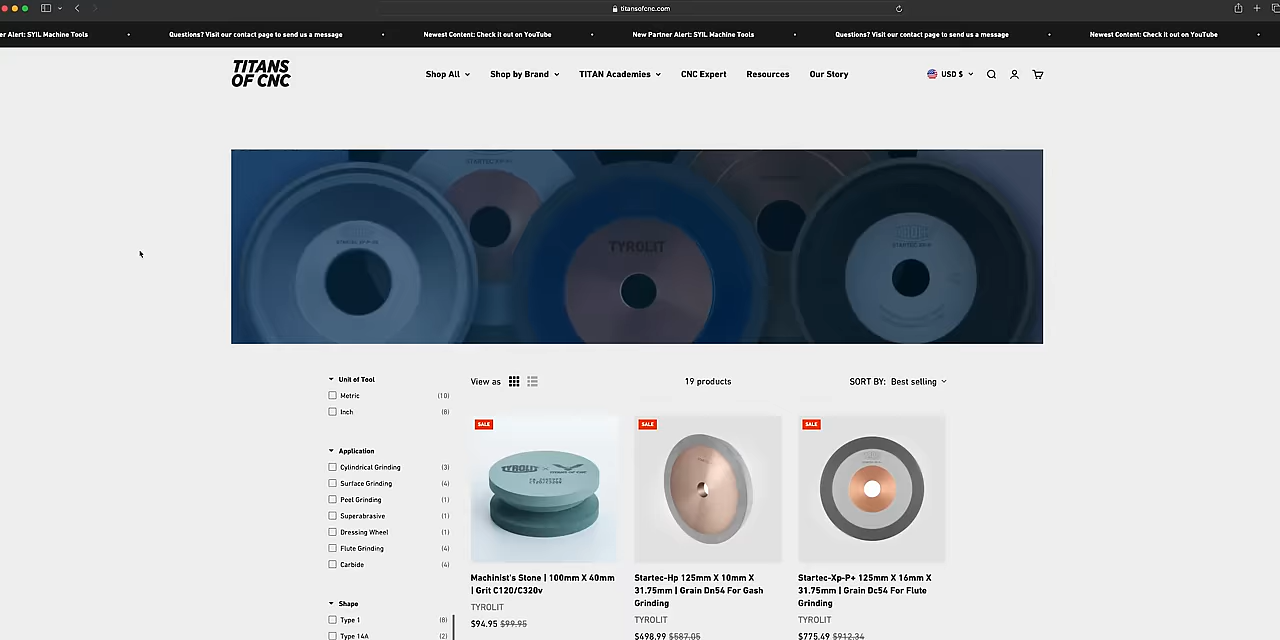 titansofcnc.com
er Alert: SYIL Machine Tools • Questions? Visit our contact page to send us a message • Newest Content: Check it out on YouTube • New Partner Alert: SYIL Machine Tools • Questions? Visit our contact page to send us a message • Newest Content: Check it out on YouTube •
TITANS
OF CNC
Shop All Shop by Brand TITAN Academies CNC Expert Resources Our Story USD $
STARTEC XP-P
TYROLIT
View as 19 products SORT BY: Best selling
Unit of Tool
Metric (10)
Inch (8)
Application
Cylindrical Grinding (3)
Surface Grinding (4)
Peel Grinding (1)
Superabrasive (1)
Dressing Wheel (1)
Flute Grinding (4)
Carbide (4)
Shape
Type 1 (8)
Type 14A (2)
SALE
TYROLIT
Machinist's Stone | 100mm X 40mm
| Grit C120/C320v
TYROLIT
$94.95 $99.95
SALE
Startec-Hp 125mm X 10mm X
31.75mm | Grain Dn54 For Gash
Grinding
TYROLIT
$498.99 $587.05
SALE
Startec-Xp-P+ 125mm X 16mm X
31.75mm | Grain Dc54 For Flute
Grinding
TYROLIT
$775.49 $912.34